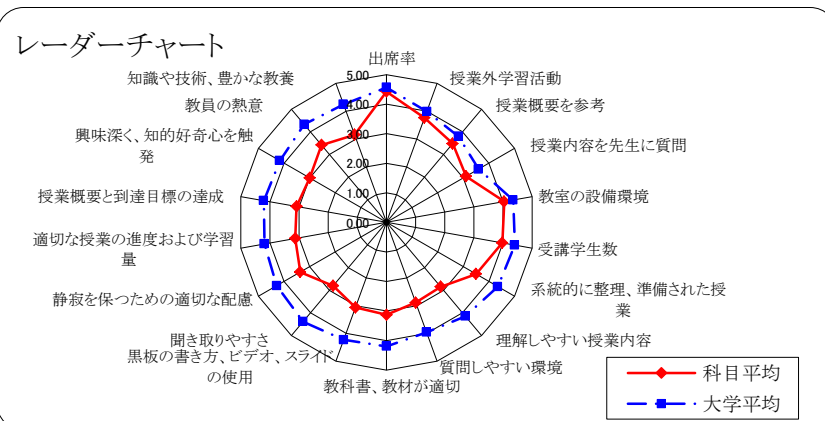 レーダーチャート
出席率
授業外学習活動
授業概要を参考
授業内容を先生に質問
教室の設備環境
受講学生数
系統的に整理、準備された授
業
理解しやすい授業内容
質問しやすい環境
教科書、教材が適切
黒板の書き方、ビデオ、スライド
の使用
聞き取りやすさ
静寂を保つための適切な配慮
適切な授業の進度および学習
量
授業概要と到達目標の達成
興味深く、知的好奇心を触
発
教員の熱意
知識や技術、豊かな教養
5.00
4.00
3.00
2.00
1.00
0.00
科目平均
大学平均